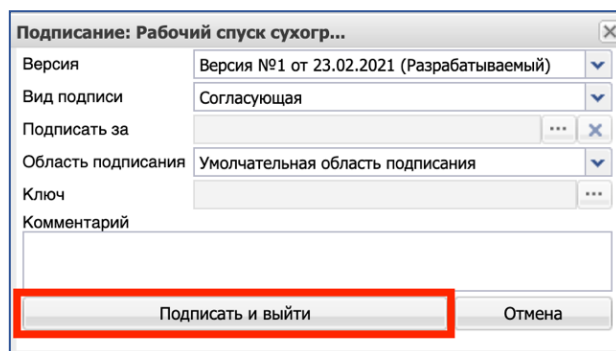 Подписание: Рабочий спуск сухогр...
Версия Версия №1 от 23.02.2021 (Разрабатываемый)
Вид подписи Согласующая
Подписать за
Область подписания Умолчательная область подписания
Ключ
Комментарий
Подписать и выйти Отмена